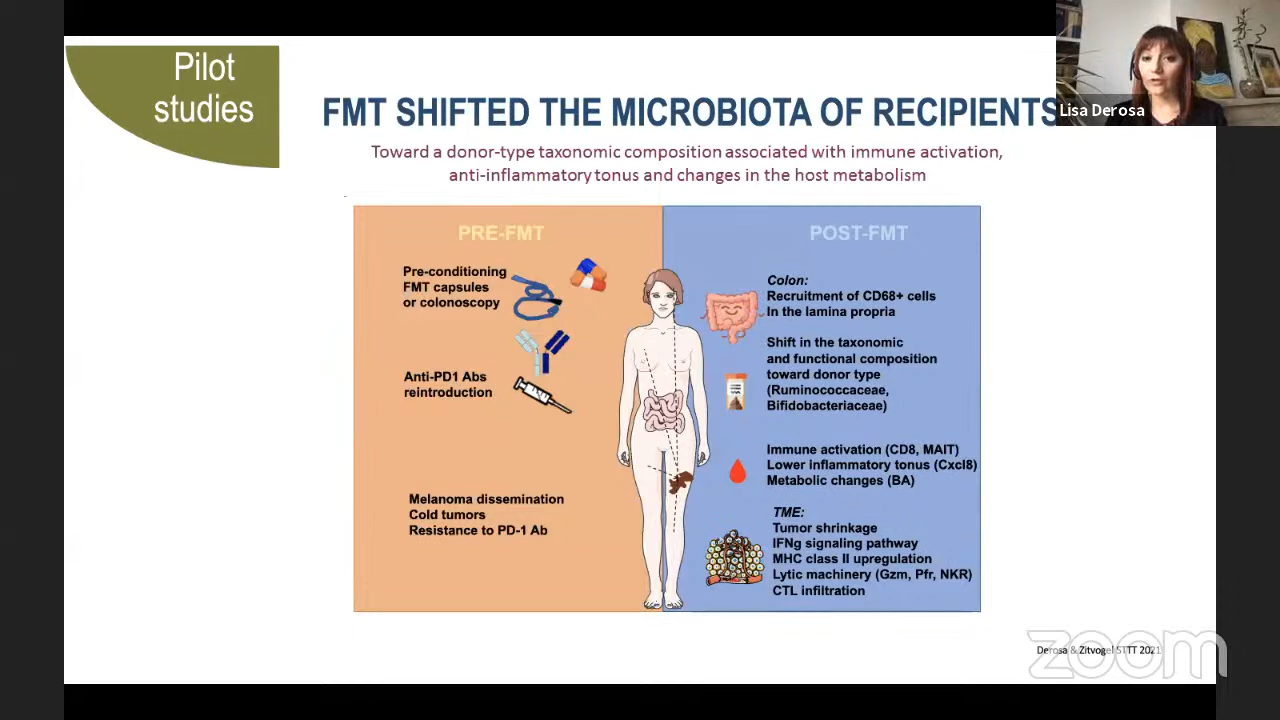 Pilot
studies
FMT SHIFTED THE MICROBIOTA OF RECIPIENTS
Lisa Derosa
Toward a donor-type taxonomic composition associated with immune activation,
anti-inflammatory tonus and changes in the host metabolism
PRE-FMT
Pre-conditioning
FMT capsules
or colonoscopy
Anti-PD1 Abs
reintroduction
Melanoma dissemination
Cold tumors
Resistance to PD-1 Ab
POST-FMT
Colon:
Recruitment of CD68+ cells
In the lamina propria
Shift in the taxonomic
and functional composition
toward donor type
(Ruminococcaceae,
Bifidobacteriaceae)
Immune activation (CD8, MAIT)
Lower inflammatory tonus (Cxcl8)
Metabolic changes (BA)
TME:
Tumor shrinkage
IFNg signaling pathway
MHC class II upregulation
Lytic machinery (Gzm, Pfr, NKR)
CTL infiltration
Derosa & Zitvogel STTT 2021
zoom